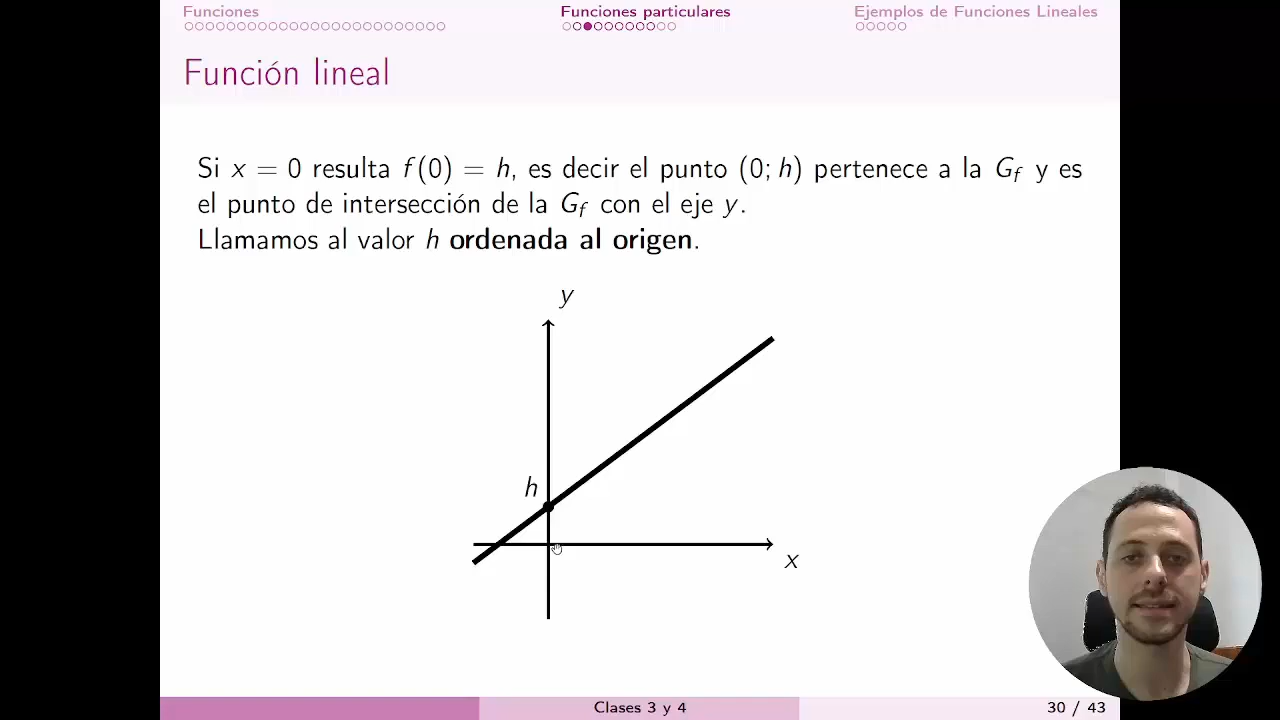 Funciones
Funciones particulares
Ejemplos de Funciones Lineales
Función lineal
Si x = 0 resulta f(0) = h, es decir el punto (0; h) pertenece a la G_f y es
el punto de intersección de la G_f con el eje y.
Llamamos al valor h ordenada al origen.
y
h
x
Clases 3 y 4
30 / 43